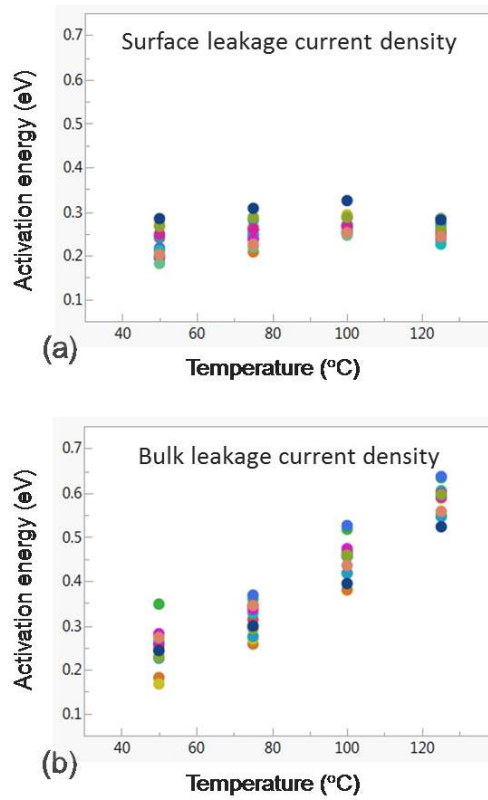 Surface leakage current density
0.7
0.6
0.5
0.4
0.3
0.2
0.1
Activation energy (eV)
40 60 80 100 120
(a)
Temperature (°C)
Bulk leakage current density
0.7
0.6
0.5
0.4
0.3
0.2
0.1
Activation energy (eV)
40 60 80 100 120
(b)
Temperature (°C)